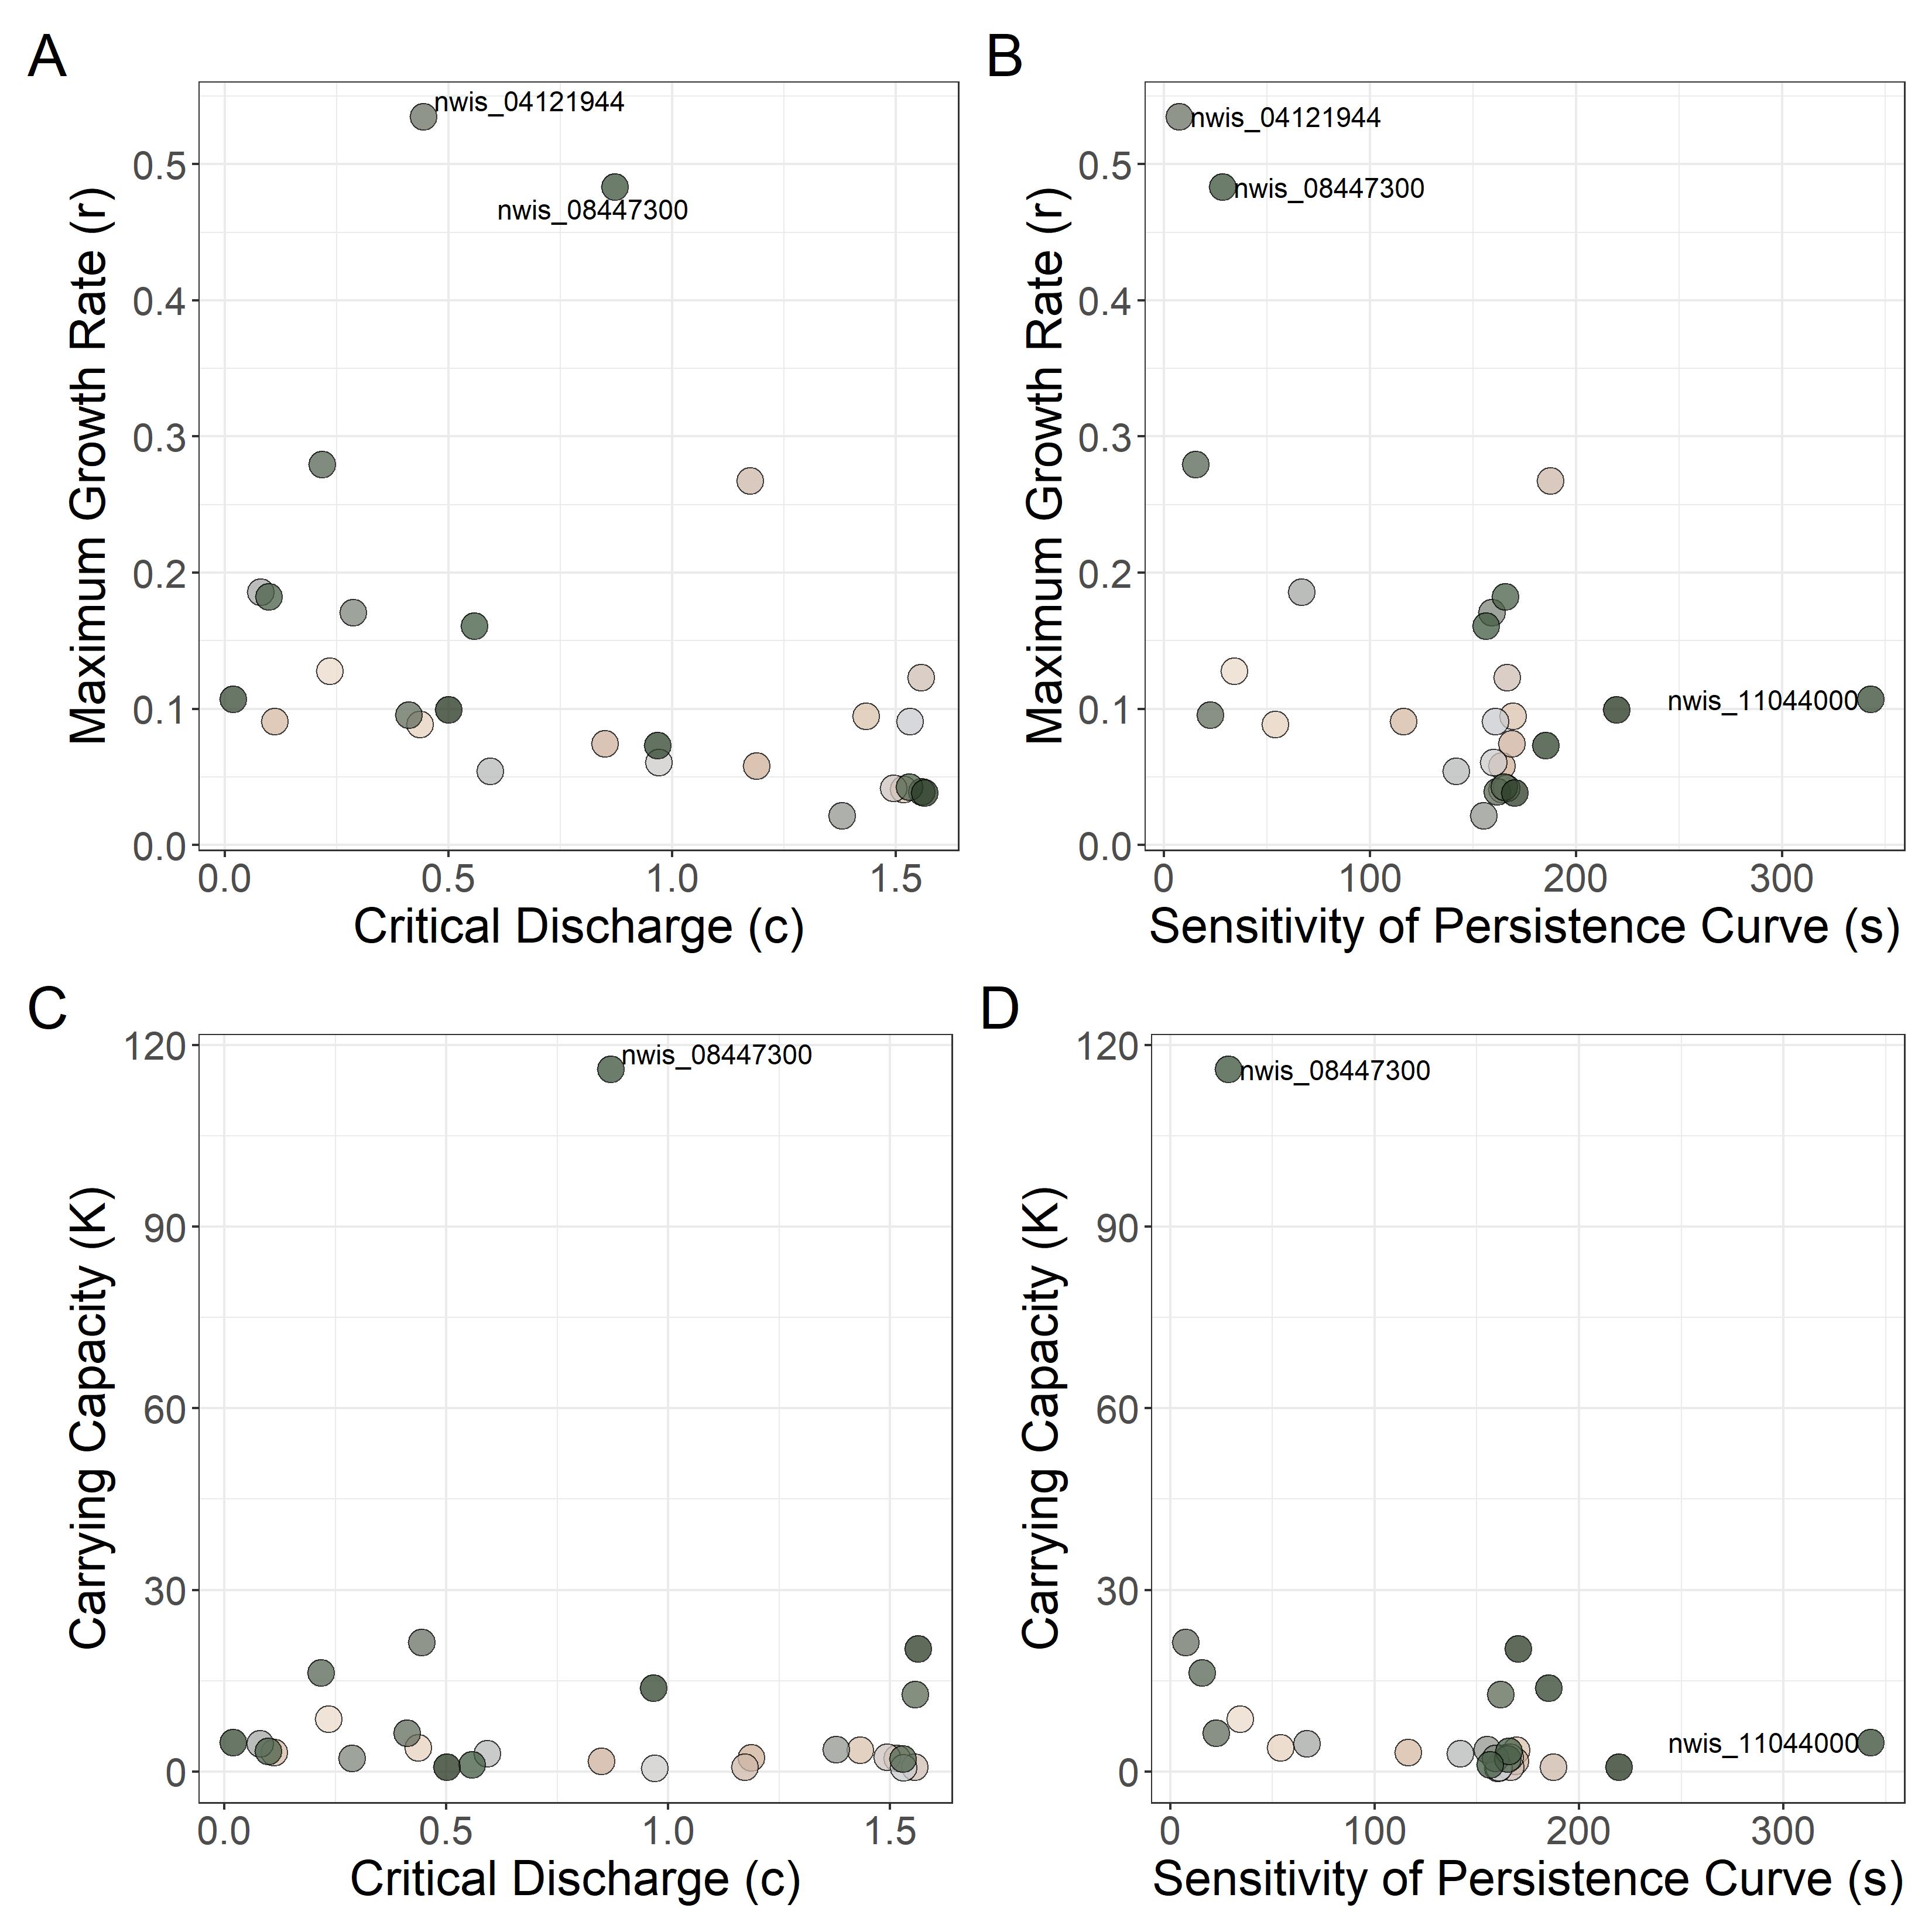 A
nwis_04121944
nwis_08447300
0.5
0.4
0.3
0.2
0.1
0.0
Maximum Growth Rate (r)
0.0 0.5 1.0 1.5
Critical Discharge (c)
B
nwis_04121944
nwis_08447300
nwis_11044000
0.5
0.4
0.3
0.2
0.1
0.0
Maximum Growth Rate (r)
0 100 200 300
Sensitivity of Persistence Curve (s)
C
nwis_08447300
120
90
60
30
0
Carrying Capacity (K)
0.0 0.5 1.0 1.5
Critical Discharge (c)
D
nwis_08447300
nwis_11044000
120
90
60
30
0
Carrying Capacity (K)
0 100 200 300
Sensitivity of Persistence Curve (s)